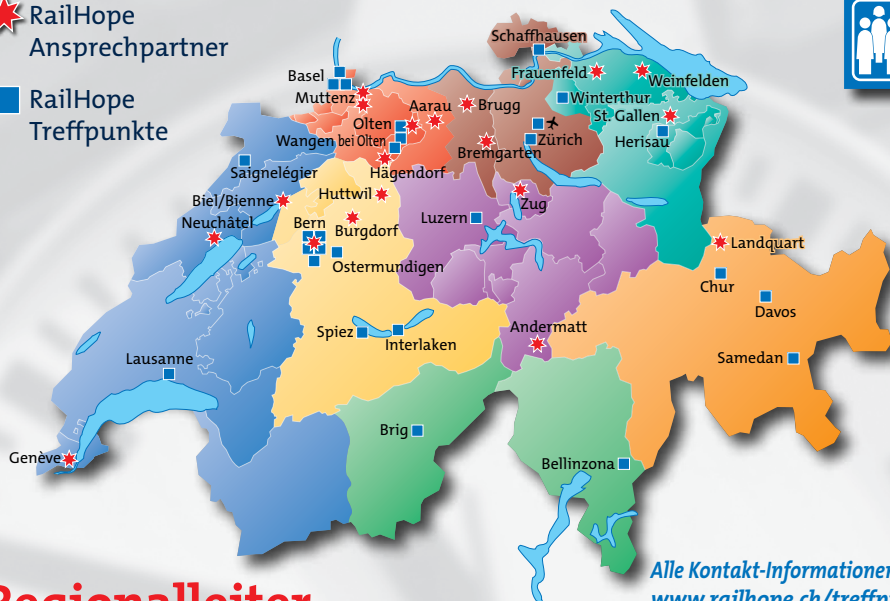 RailHope
Ansprechpartner
RailHope
Treffpunkte
Schaffhausen
Basel
Frauenfeld
Weinfelden
Muttenz
Aarau
Brugg
Winterthur
Olten
St. Gallen
Wangen bei Olten
Zürich
Herisau
Bremgarten
Saignelégier
Hägendorf
Biel/Bienne
Huttwil
Zug
Neuchâtel
Bern
Burgdorf
Luzern
Landquart
Ostermundigen
Chur
Davos
Andermatt
Spiez
Interlaken
Lausanne
Samedan
Brig
Genève
Bellinzona
Alle Kontakt-Informationen
Regionalleiter
www.railhope.ch/treffp